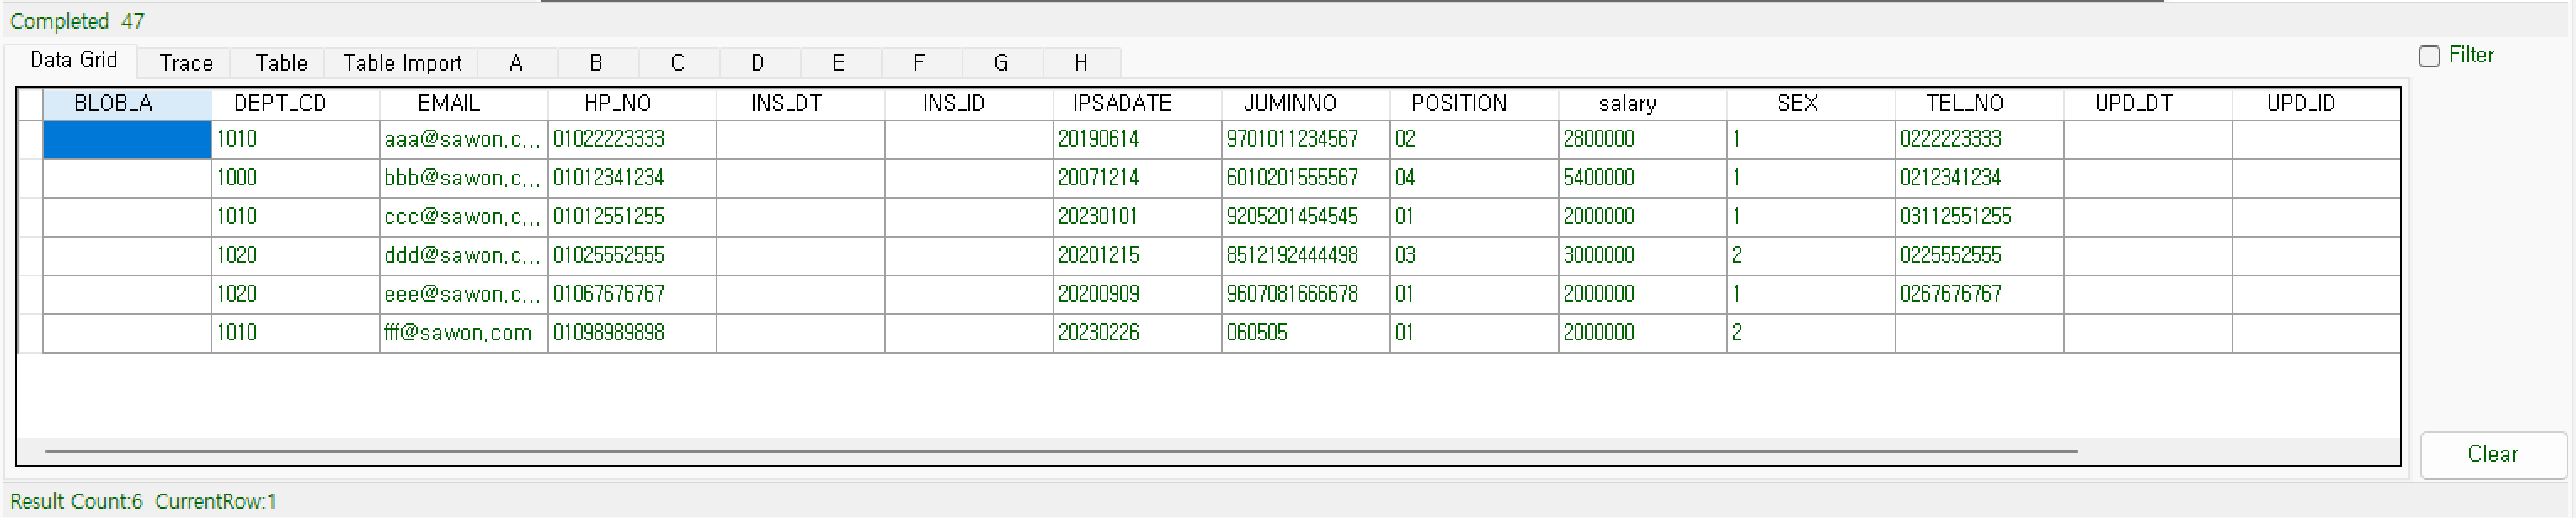 Completed 47
Data Grid Trace Table Table Import A B C D E F G H Filter
BLOB_A DEPT_CD EMAIL HP_NO INS_DT INS_ID IPSADATE JUMINNO POSITION salary SEX TEL_NO UPD_DT UPD_ID
1010 aaa@sawon.c... 01022223333 20190614 9701011234567 02 2800000 1 0222223333
1000 bbb@sawon.c... 01012341234 20071214 6010201555567 04 5400000 1 0212341234
1010 ccc@sawon.c... 01012551255 20230101 9205201454545 01 2000000 1 03112551255
1020 ddd@sawon.c... 01025552555 20201215 8512192444498 03 3000000 2 0225552555
1020 eee@sawon.c... 01067676767 20200909 9607081666678 01 2000000 1 0267676767
1010 fff@sawon.com 01098989898 20230226 060505 01 2000000 2
Clear
Result Count:6 CurrentRow:1